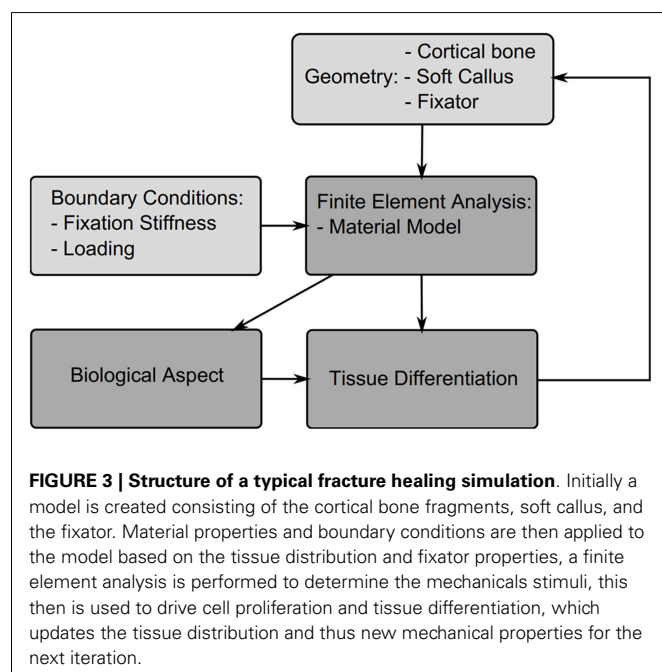 - Cortical bone
Geometry: - Soft Callus
- Fixator
Boundary Conditions:
- Fixation Stiffness
- Loading
Finite Element Analysis:
- Material Model
Biological Aspect
Tissue Differentiation
FIGURE 3 | Structure of a typical fracture healing simulation. Initially a
model is created consisting of the cortical bone fragments, soft callus, and
the fixator. Material properties and boundary conditions are then applied to
the model based on the tissue distribution and fixator properties, a finite
element analysis is performed to determine the mechanicals stimuli, this
then is used to drive cell proliferation and tissue differentiation, which
updates the tissue distribution and thus new mechanical properties for the
next iteration.